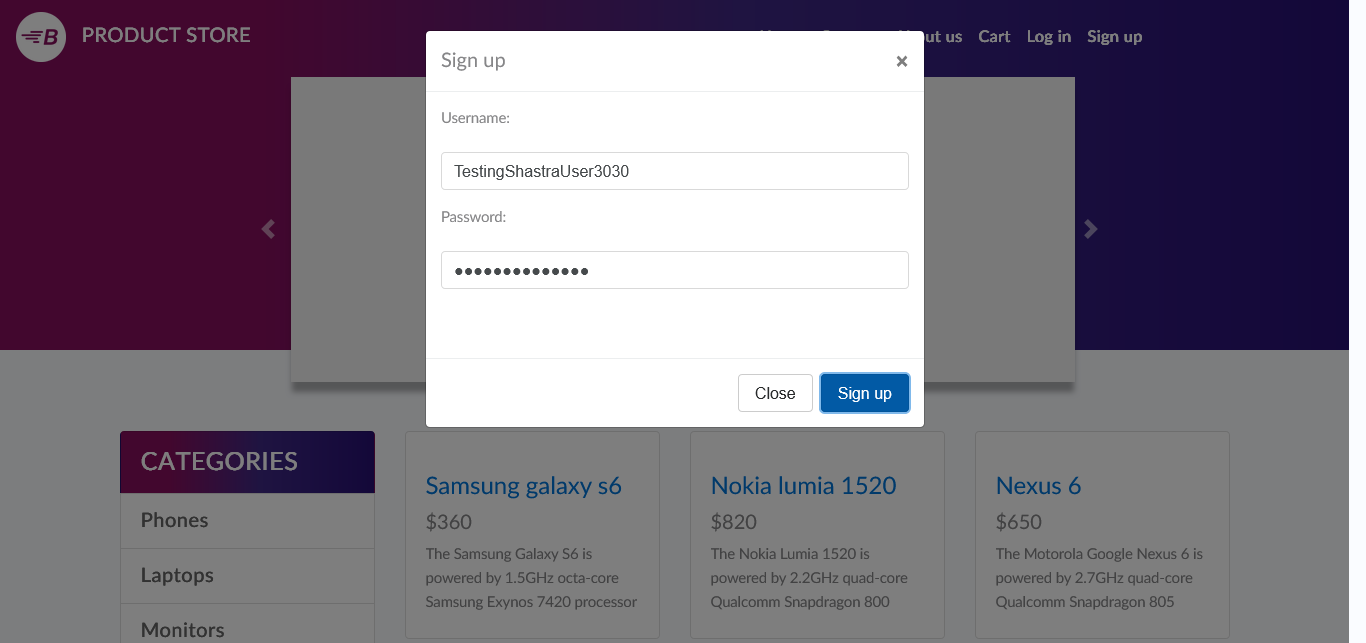 B
PRODUCT STORE
out us Cart Log in Sign up
Sign up
×
Username:
TestingShastraUser3030
Password:
••••••••••••••
Close Sign up
CATEGORIES
Phones
Laptops
Monitors
Samsung galaxy s6
$360
The Samsung Galaxy S6 is
powered by 1.5GHz octa-core
Samsung Exynos 7420 processor
Nokia lumia 1520
$820
The Nokia Lumia 1520 is
powered by 2.2GHz quad-core
Qualcomm Snapdragon 800
Nexus 6
$650
The Motorola Google Nexus 6 is
powered by 2.7GHz quad-core
Qualcomm Snapdragon 805